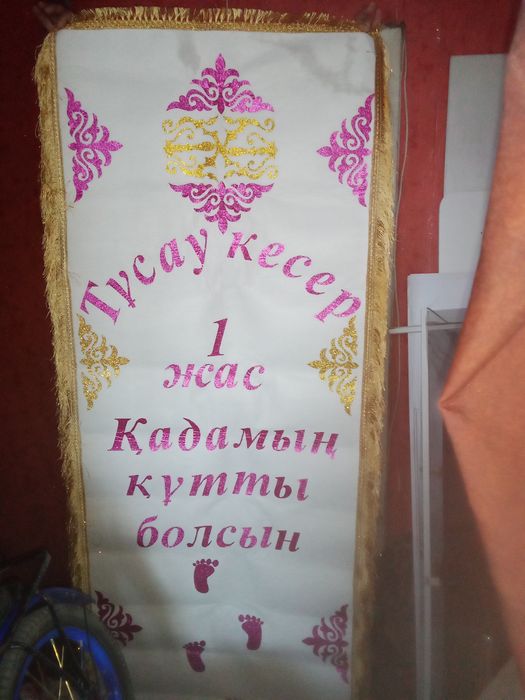 Тұсау кесер
1
жас
Қадамың
құтты
болсын